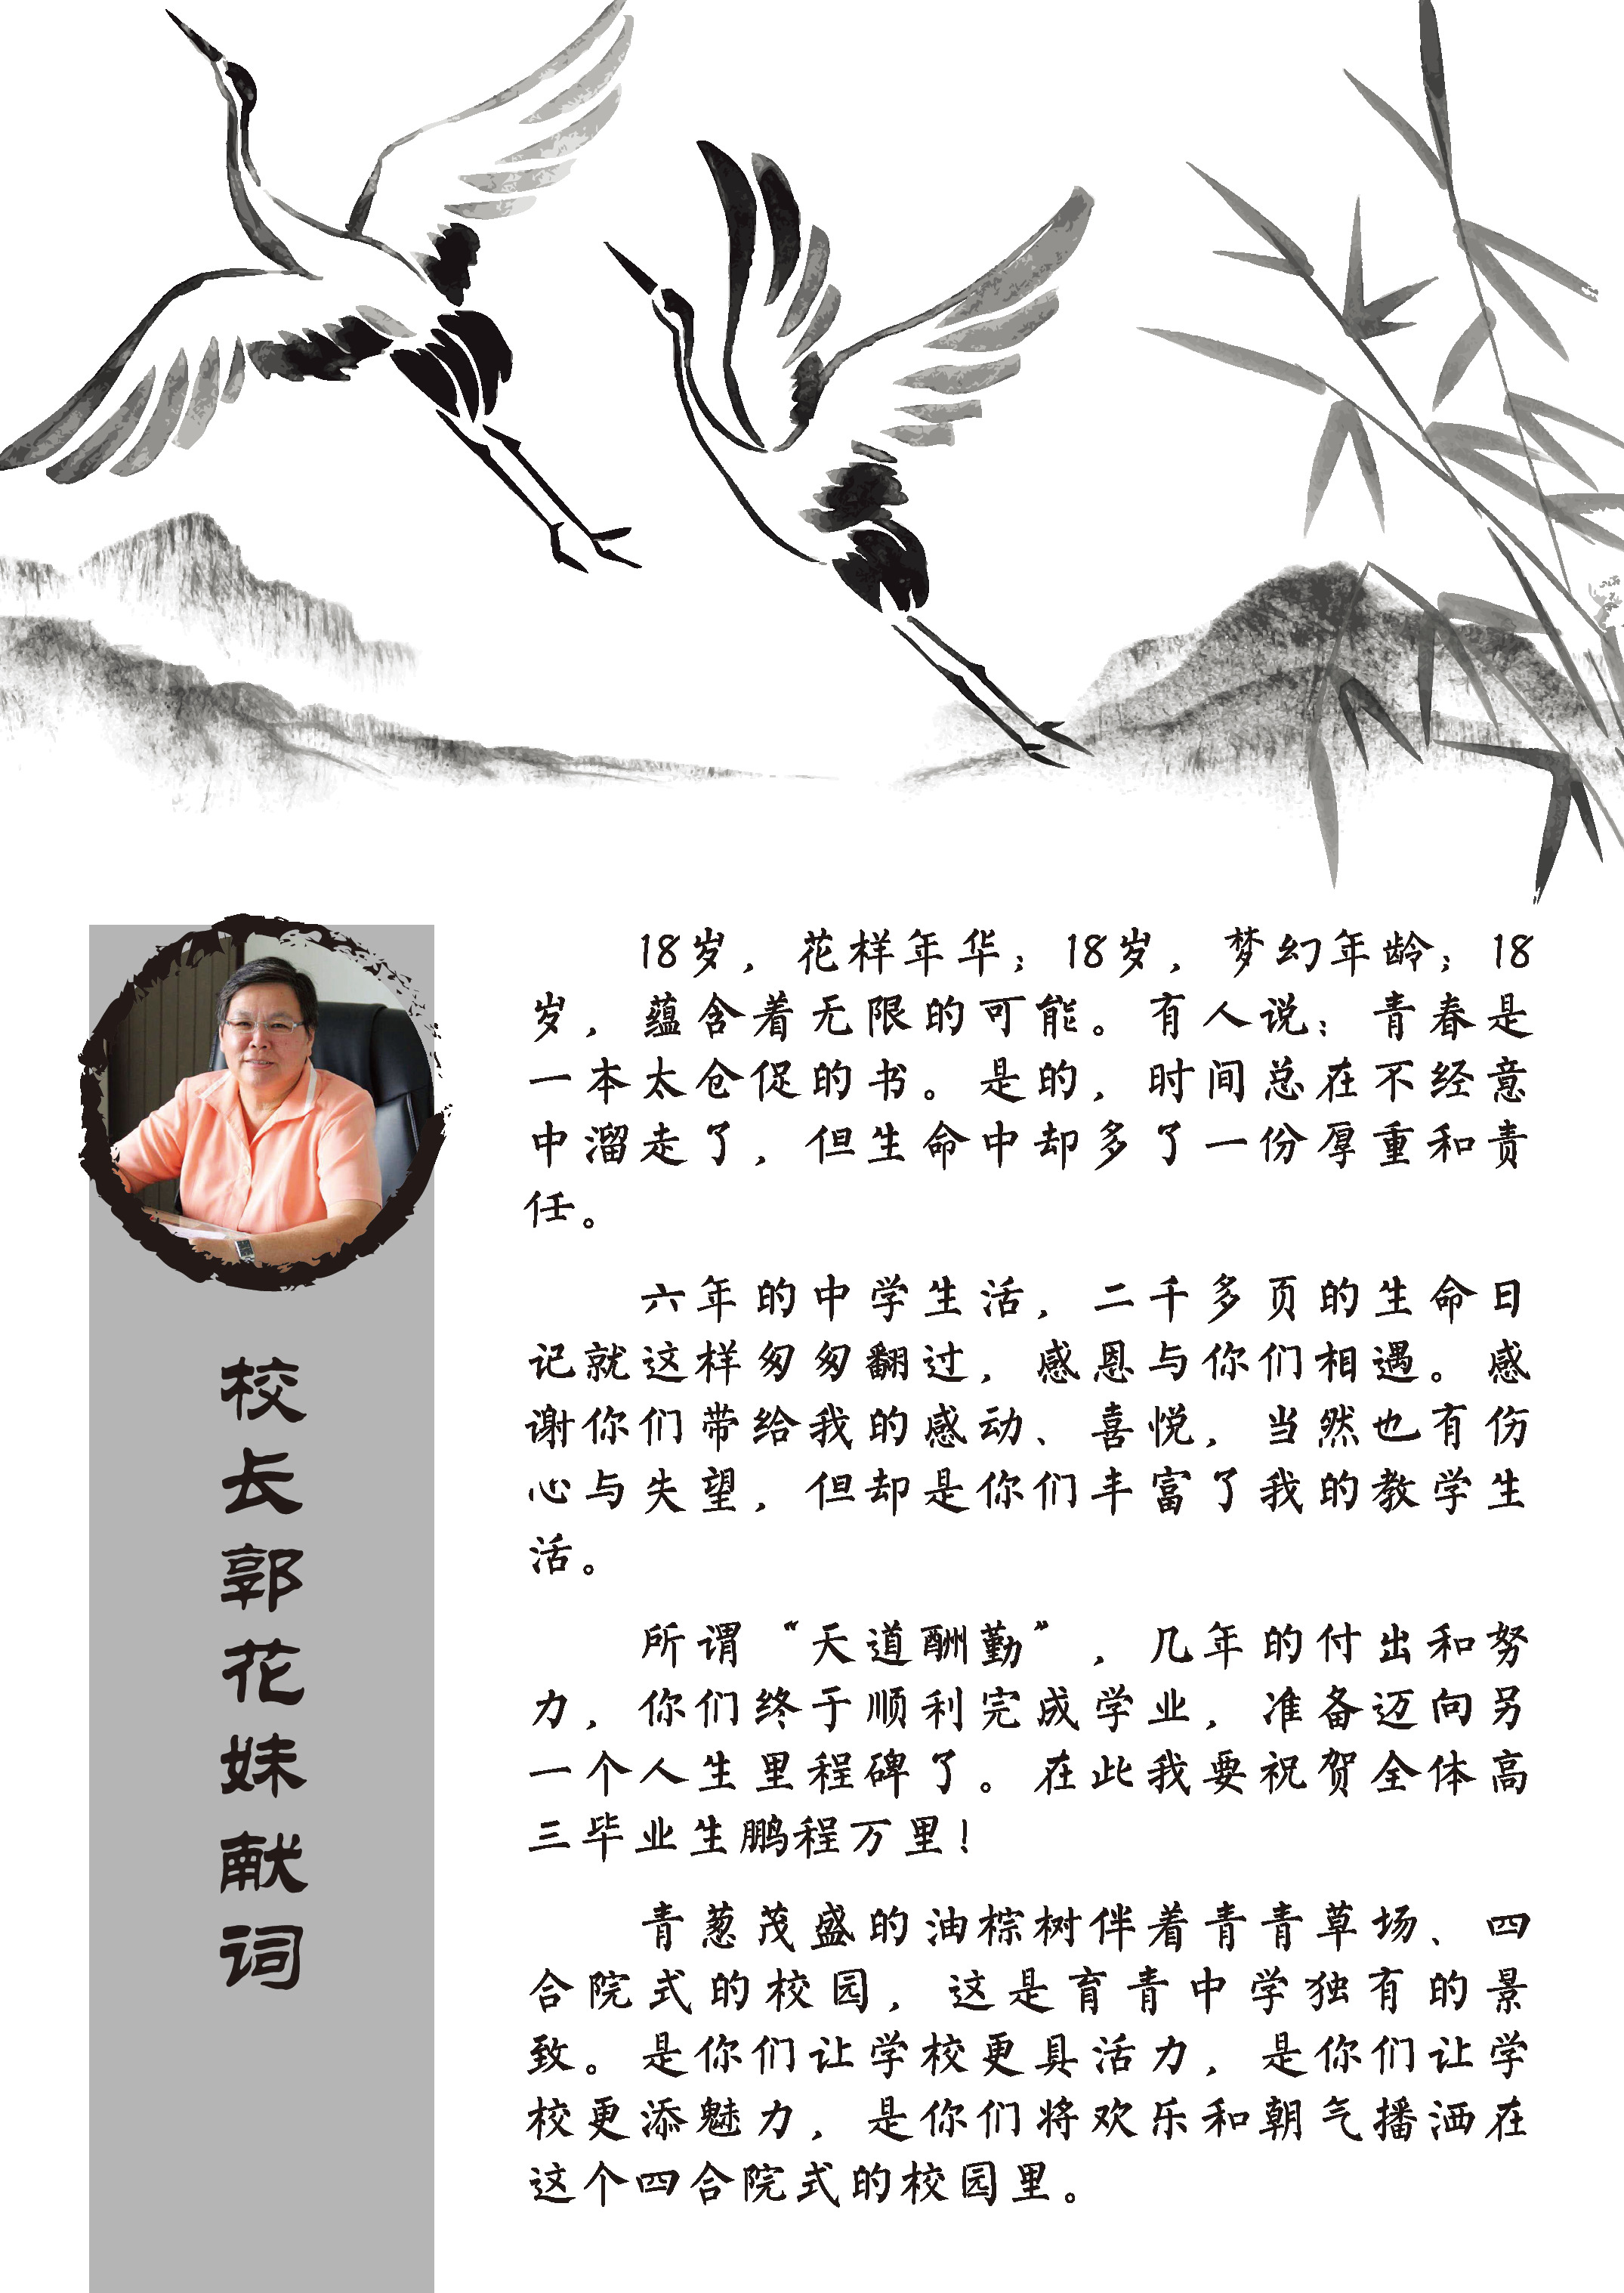 校长郭花妹献词
18岁，花样年华；18岁，梦幻年龄；18
岁，蕴含着无限的可能。有人说：青春是
一本太仓促的书。是的，时间总在不经意
中溜走了，但生命中却多了一份厚重和责
任。
六年的中学生活，二千多页的生命日
记就这样匆匆翻过，感恩与你们相遇。感
谢你们带给我的感动、喜悦，当然也有伤
心与失望，但却是你们丰富了我的教学生
活。
所谓“天道酬勤”，几年的付出和努
力，你们终于顺利完成学业，准备迈向另
一个人生里程碑了。在此我要祝贺全体高
三毕业生鹏程万里！
青葱茂盛的油棕树伴着青青草场、四
合院式的校园，这是育青中学独有的景
致。是你们让学校更具活力，是你们让学
校更添魅力，是你们将欢乐和朝气播洒在
这个四合院式的校园里。